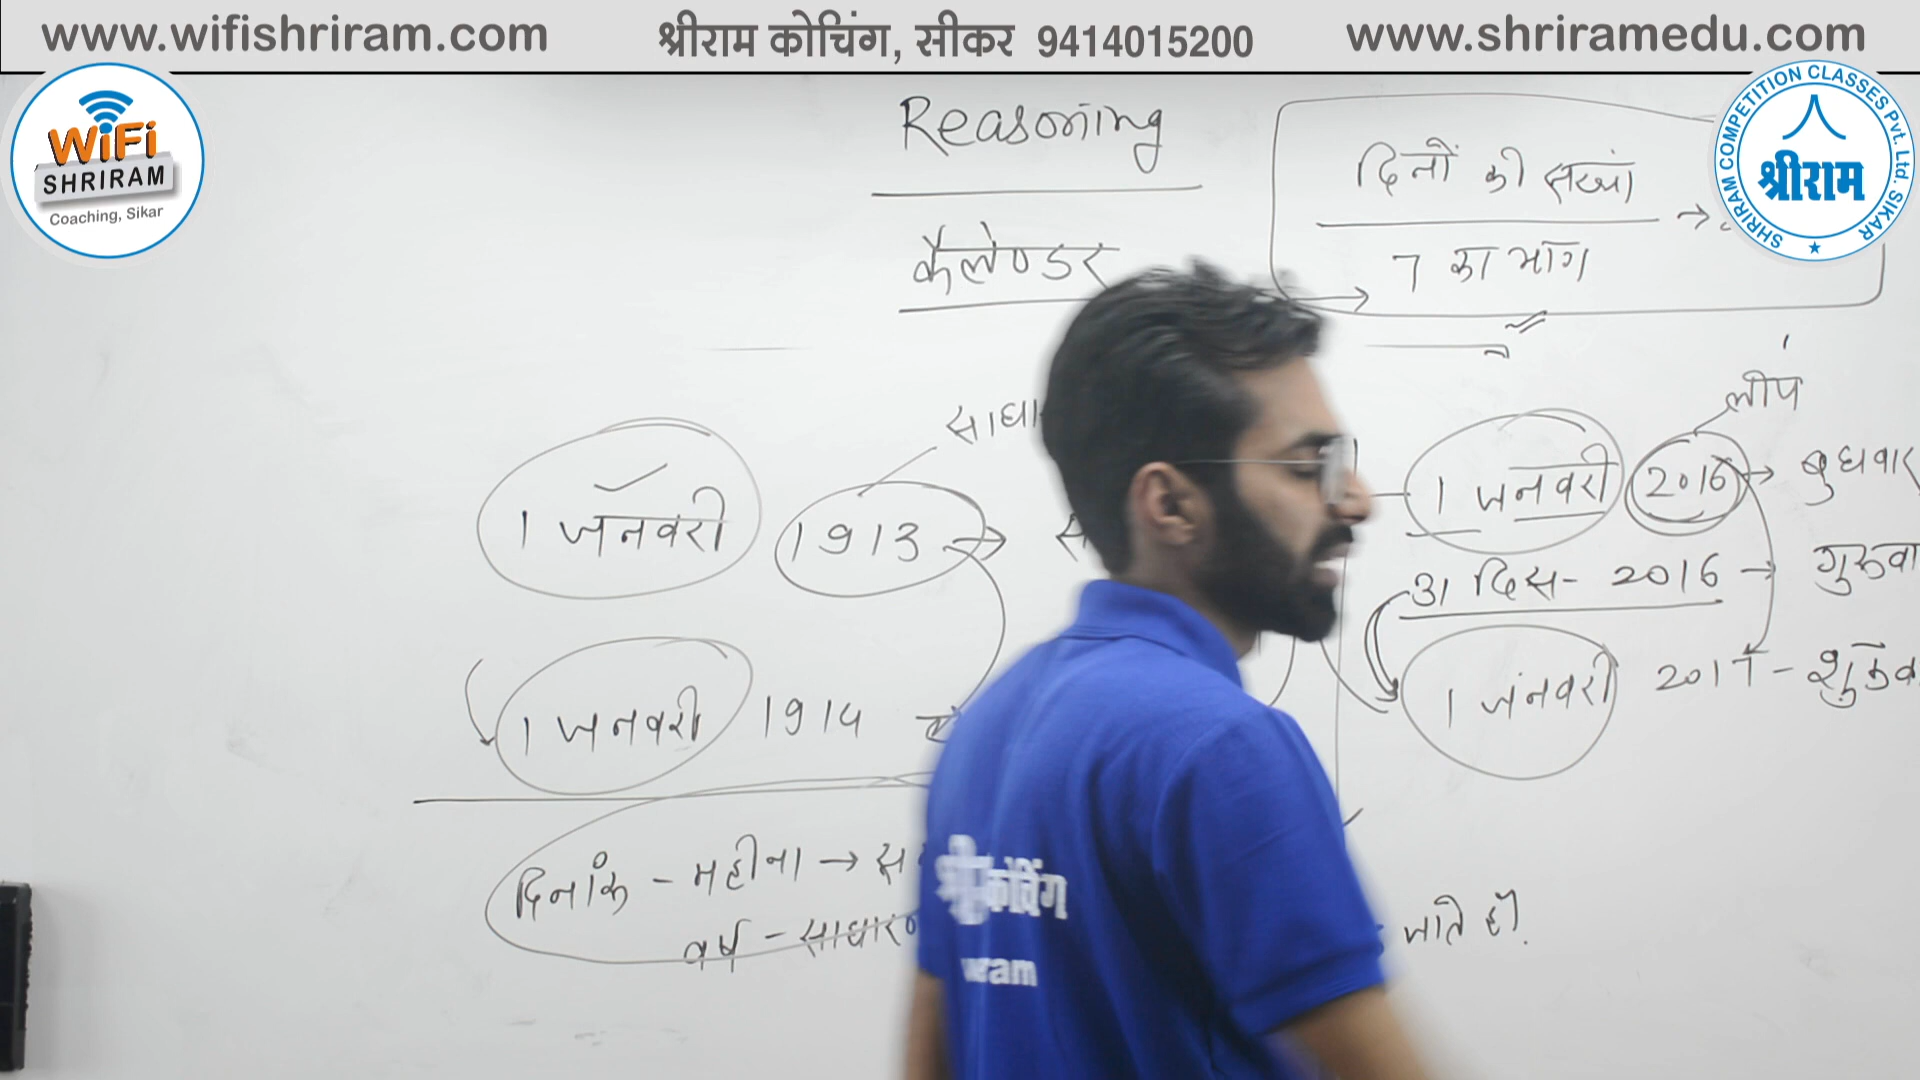 www.wifishriram.com
श्रीराम कोचिंग, सीकर 9414015200
www.shriramedu.com
WiFi
SHRIRAM
Coaching, Sikar
SHRIRAM COMPETITION CLASSES Pvt. Ltd. SIKAR
श्रीराम
Reasoning
कैलेण्डर
दिनों की संख्या
7 का भाग
साधा
1 जनवरी 1913 →
1 जनवरी 1914
दिनांक - महीना →
वर्ष - साधारण
लीप
1 जनवरी 2016 → बुधवार
31 दिस- 2016 → गुरुवा
1 जनवरी 2017 - शुक्रव
जाते हैं
श्रीराम कोचिंग